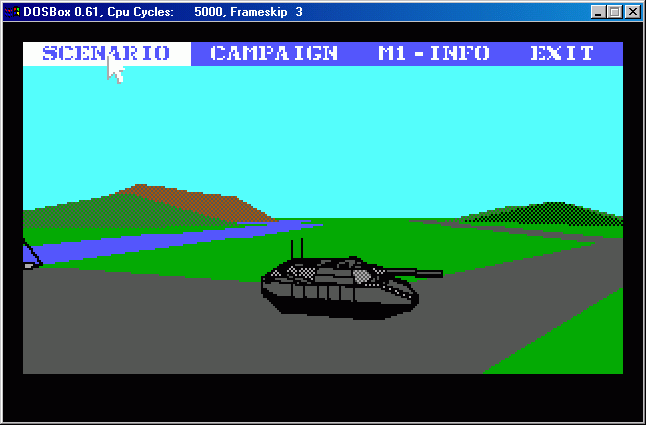 DOSBox 0.61, Cpu Cycles: 5000, Frameskip 3
SCENARIO CAMPAIGN M1-INFO EXIT